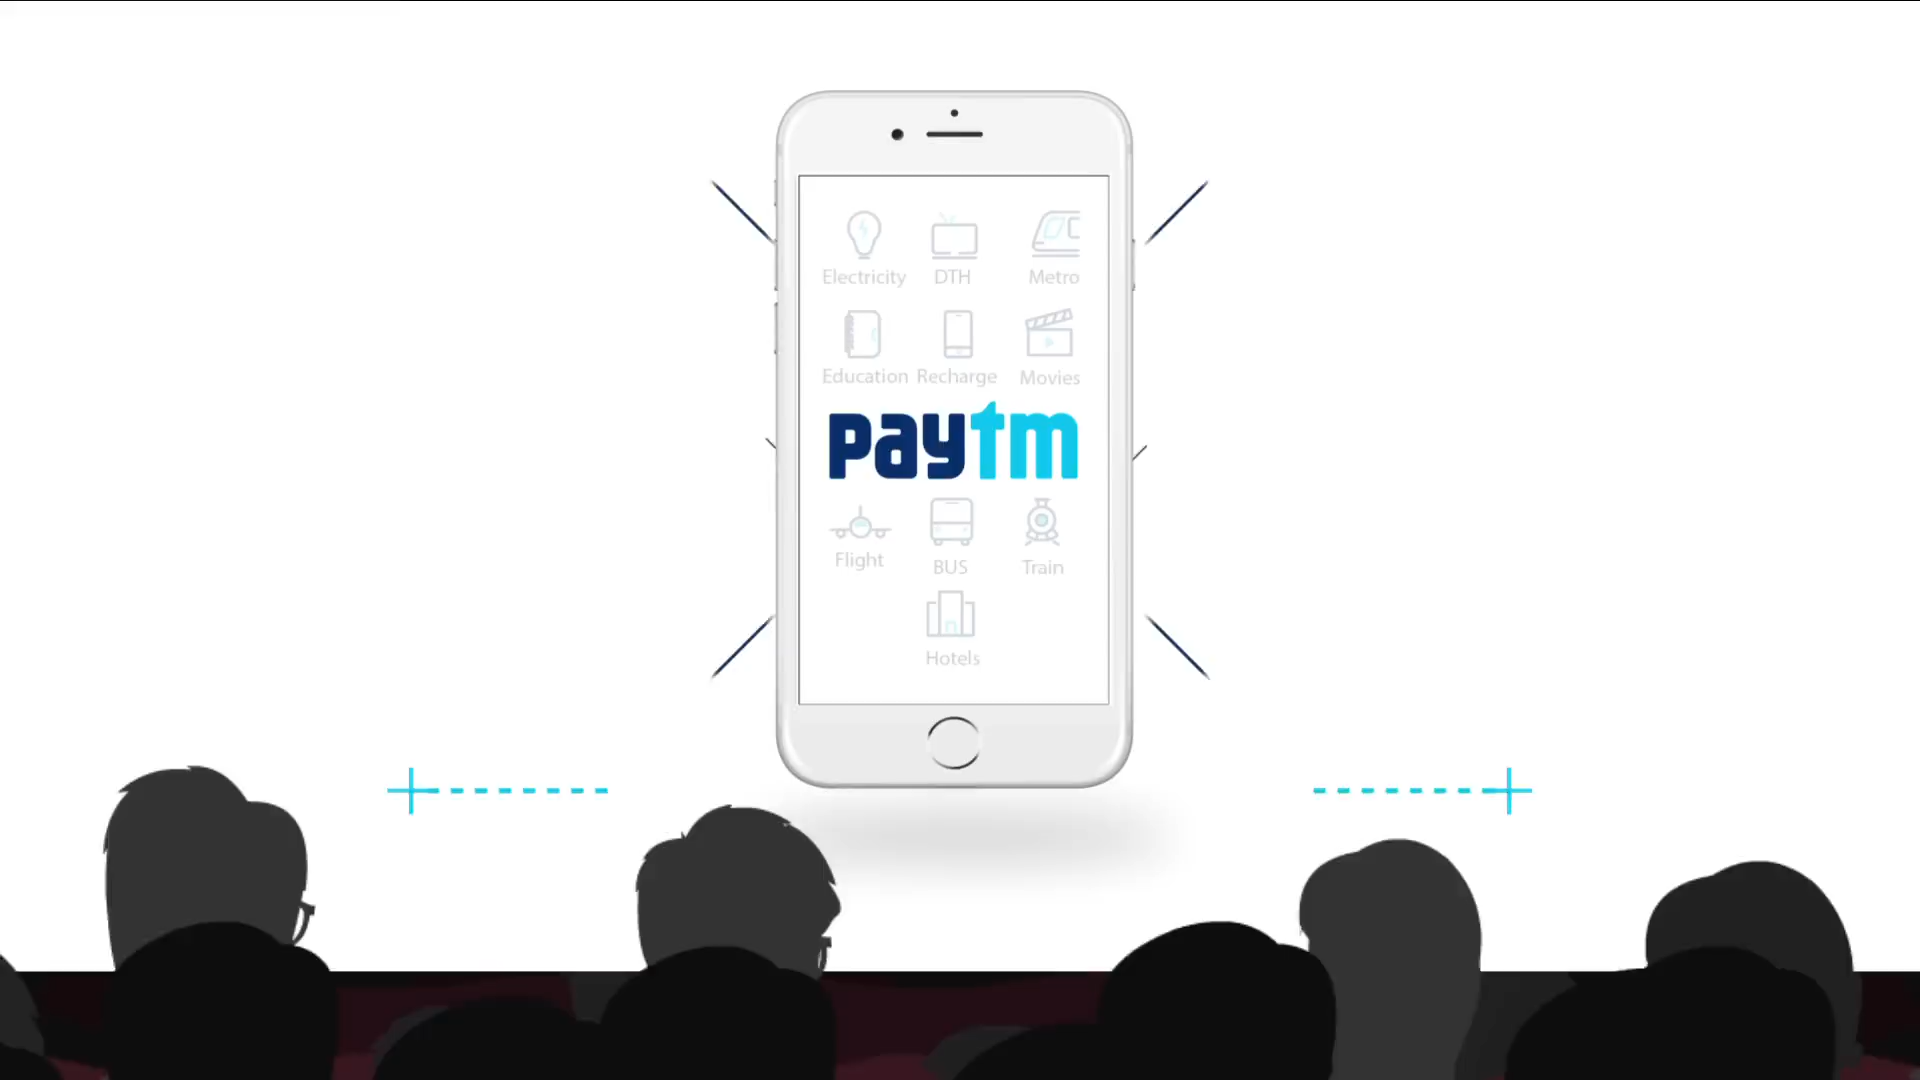 Electricity DTH Metro
Education Recharge Movies
paytm
Flight BUS Train
Hotels